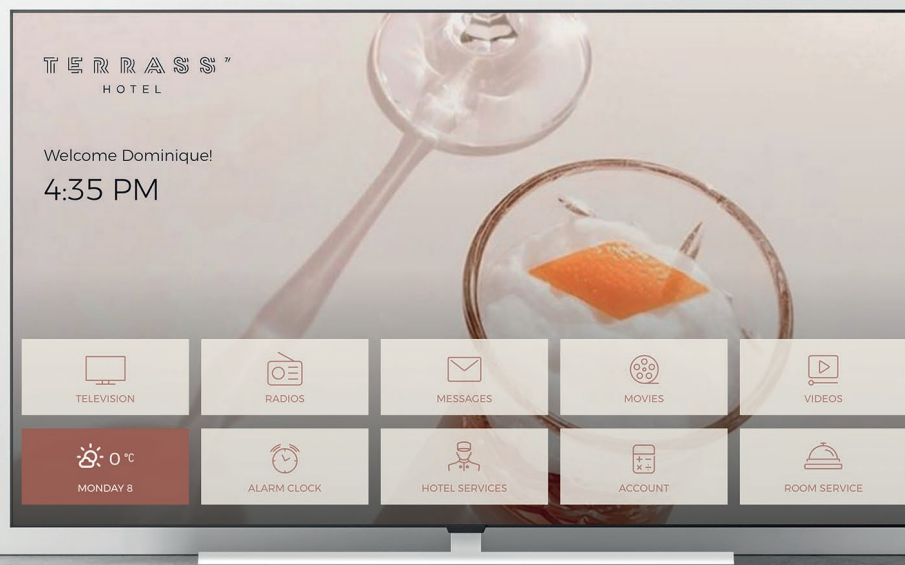 TERRASS"
HOTEL
Welcome Dominique!
4:35 PM
TELEVISION
RADIOS
MESSAGES
MOVIES
VIDEOS
0 °C
MONDAY 8
ALARM CLOCK
HOTEL SERVICES
ACCOUNT
ROOM SERVICE